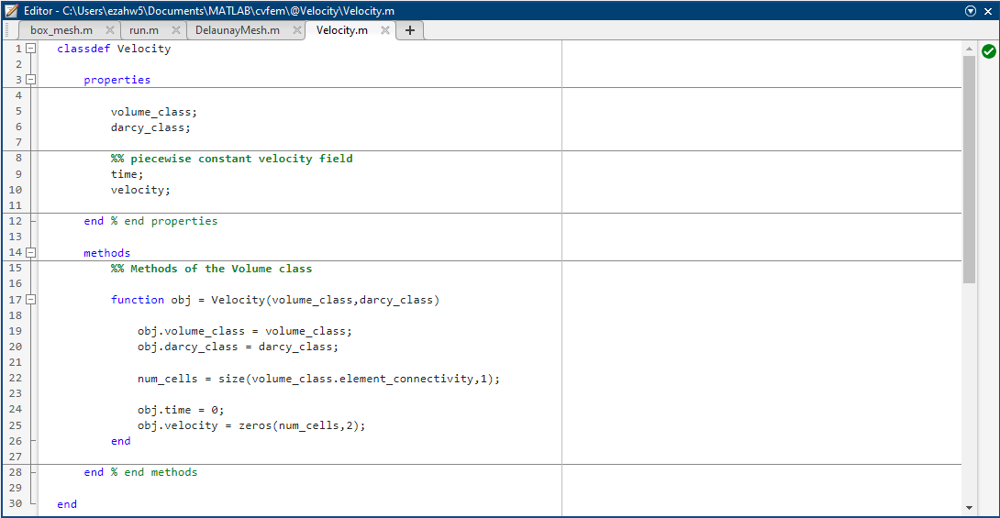 Editor - C:\Users\ezahw5\Documents\MATLAB\cvfem\@Velocity\Velocity.m
box_mesh.m run.m DelaunayMesh.m Velocity.m
1 classdef Velocity
2
3 properties
4
5 volume_class;
6 darcy_class;
7
8 %% piecewise constant velocity field
9 time;
10 velocity;
11
12 end % end properties
13
14 methods
15 %% Methods of the Volume class
16
17 function obj = Velocity(volume_class,darcy_class)
18
19 obj.volume_class = volume_class;
20 obj.darcy_class = darcy_class;
21
22 num_cells = size(volume_class.element_connectivity,1);
23
24 obj.time = 0;
25 obj.velocity = zeros(num_cells,2);
26 end
27
28 end % end methods
29
30 end